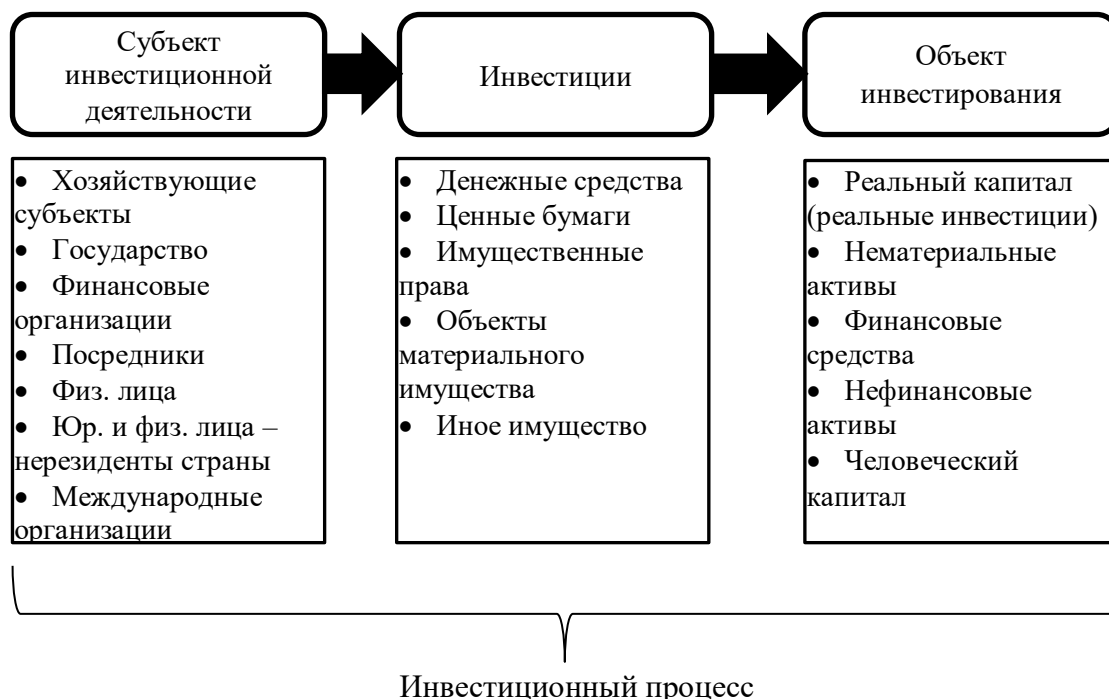 Субъект
инвестиционной
деятельности
Инвестиции
Объект
инвестирования
• Хозяйствующие
субъекты
• Государство
• Финансовые
организации
• Посредники
• Физ. лица
• Юр. и физ. лица –
нерезиденты страны
• Международные
организации
• Денежные средства
• Ценные бумаги
• Имущественные
права
• Объекты
материального
имущества
• Иное имущество
• Реальный капитал
(реальные инвестиции)
• Нематериальные
активы
• Финансовые
средства
• Нефинансовые
активы
• Человеческий
капитал
Инвестиционный процесс